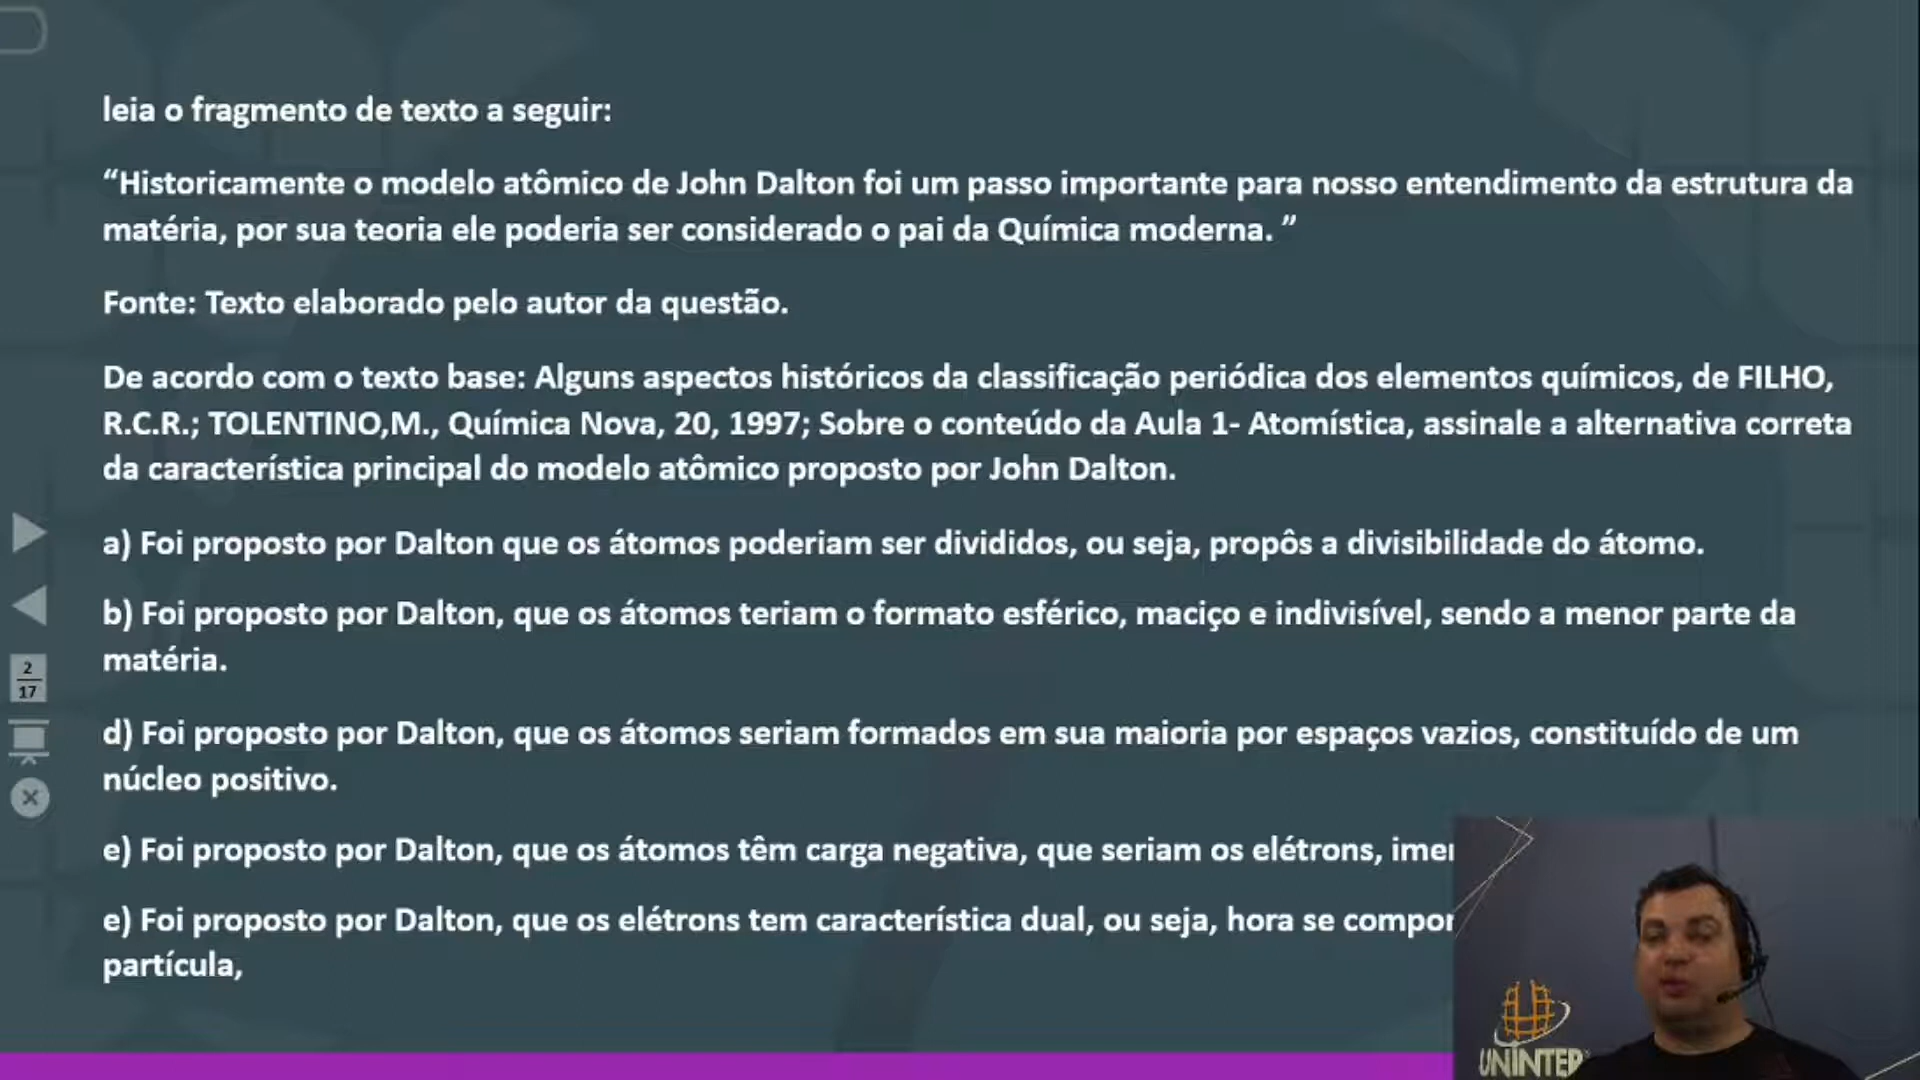 leia o fragmento de texto a seguir:
“Historicamente o modelo atômico de John Dalton foi um passo importante para nosso entendimento da estrutura da
matéria, por sua teoria ele poderia ser considerado o pai da Química moderna. ”
Fonte: Texto elaborado pelo autor da questão.
De acordo com o texto base: Alguns aspectos históricos da classificação periódica dos elementos químicos, de FILHO,
R.C.R.; TOLENTINO,M., Química Nova, 20, 1997; Sobre o conteúdo da Aula 1- Atomística, assinale a alternativa correta
da característica principal do modelo atômico proposto por John Dalton.
a) Foi proposto por Dalton que os átomos poderiam ser divididos, ou seja, propôs a divisibilidade do átomo.
b) Foi proposto por Dalton, que os átomos teriam o formato esférico, maciço e indivisível, sendo a menor parte da
matéria.
2
17
d) Foi proposto por Dalton, que os átomos seriam formados em sua maioria por espaços vazios, constituído de um
núcleo positivo.
e) Foi proposto por Dalton, que os átomos têm carga negativa, que seriam os elétrons,
e) Foi proposto por Dalton, que os elétrons tem característica dual, ou seja, hora se
partícula,
UNINTER